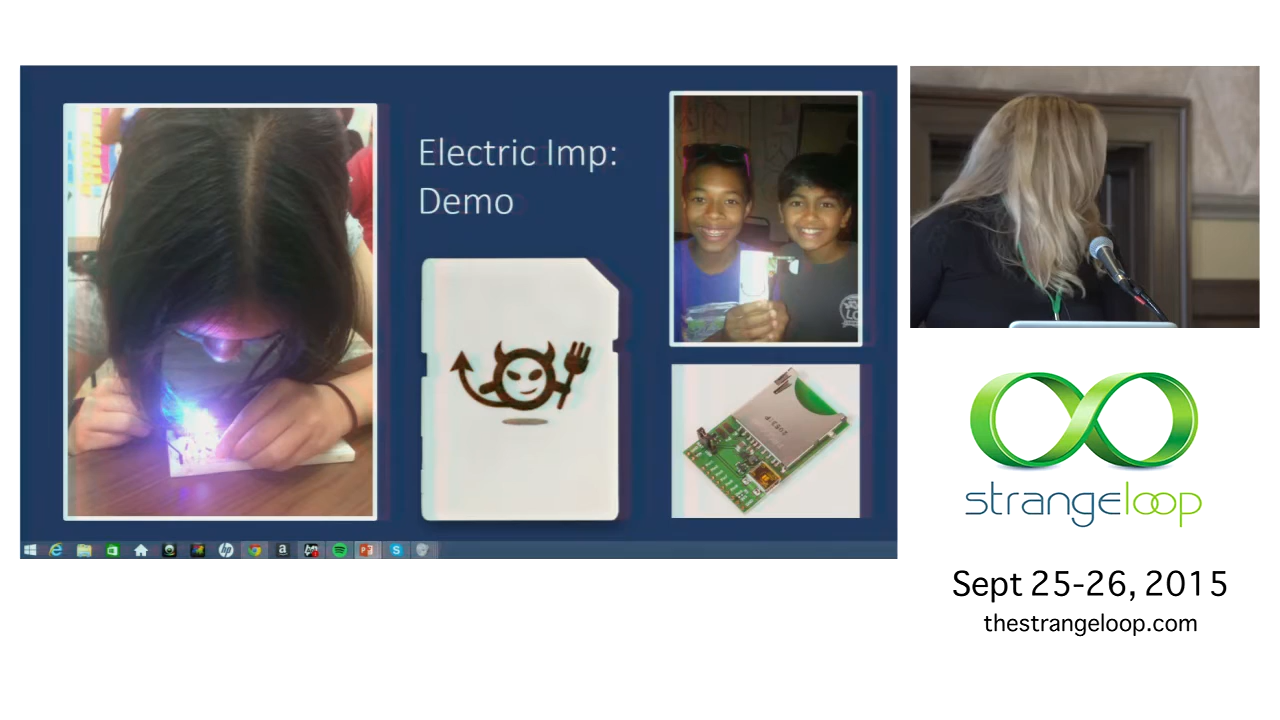 Electric Imp:
Demo
strangeloop
Sept 25-26, 2015
thestrangeloop.com